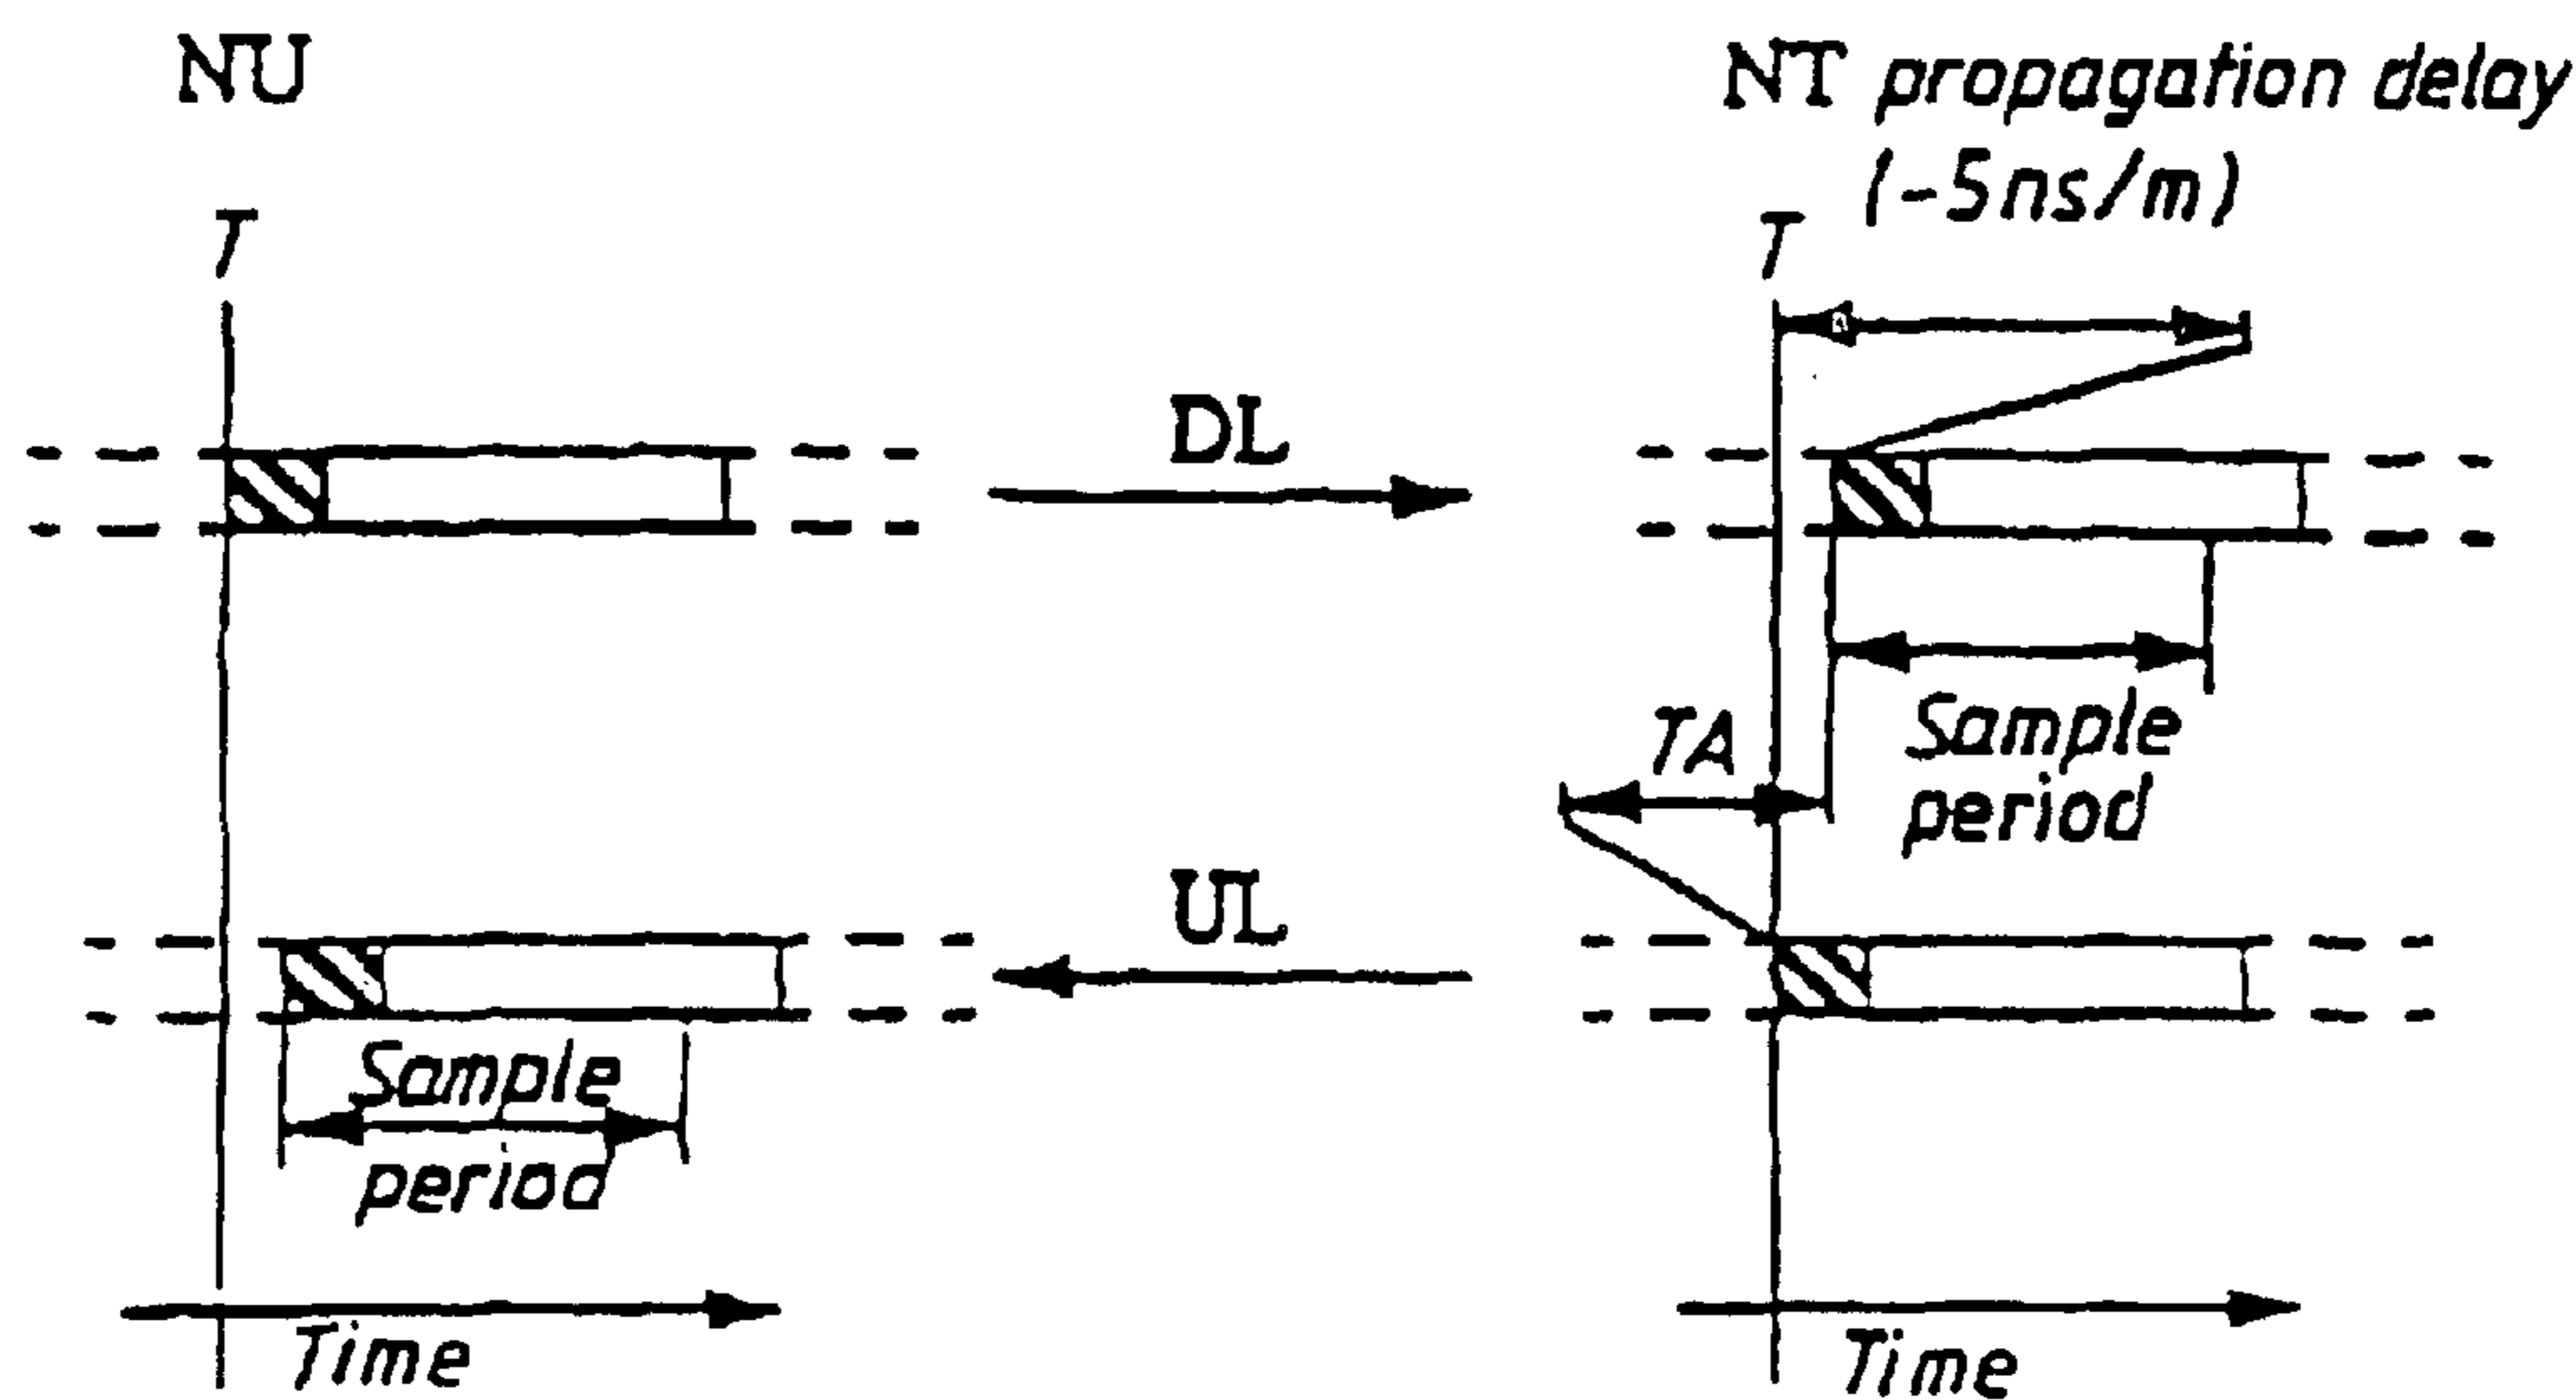 NU
NT propagation delay
(-5ns/m)
T
T
DL
Sample
period
TA
UL
Sample
period
Time
Time